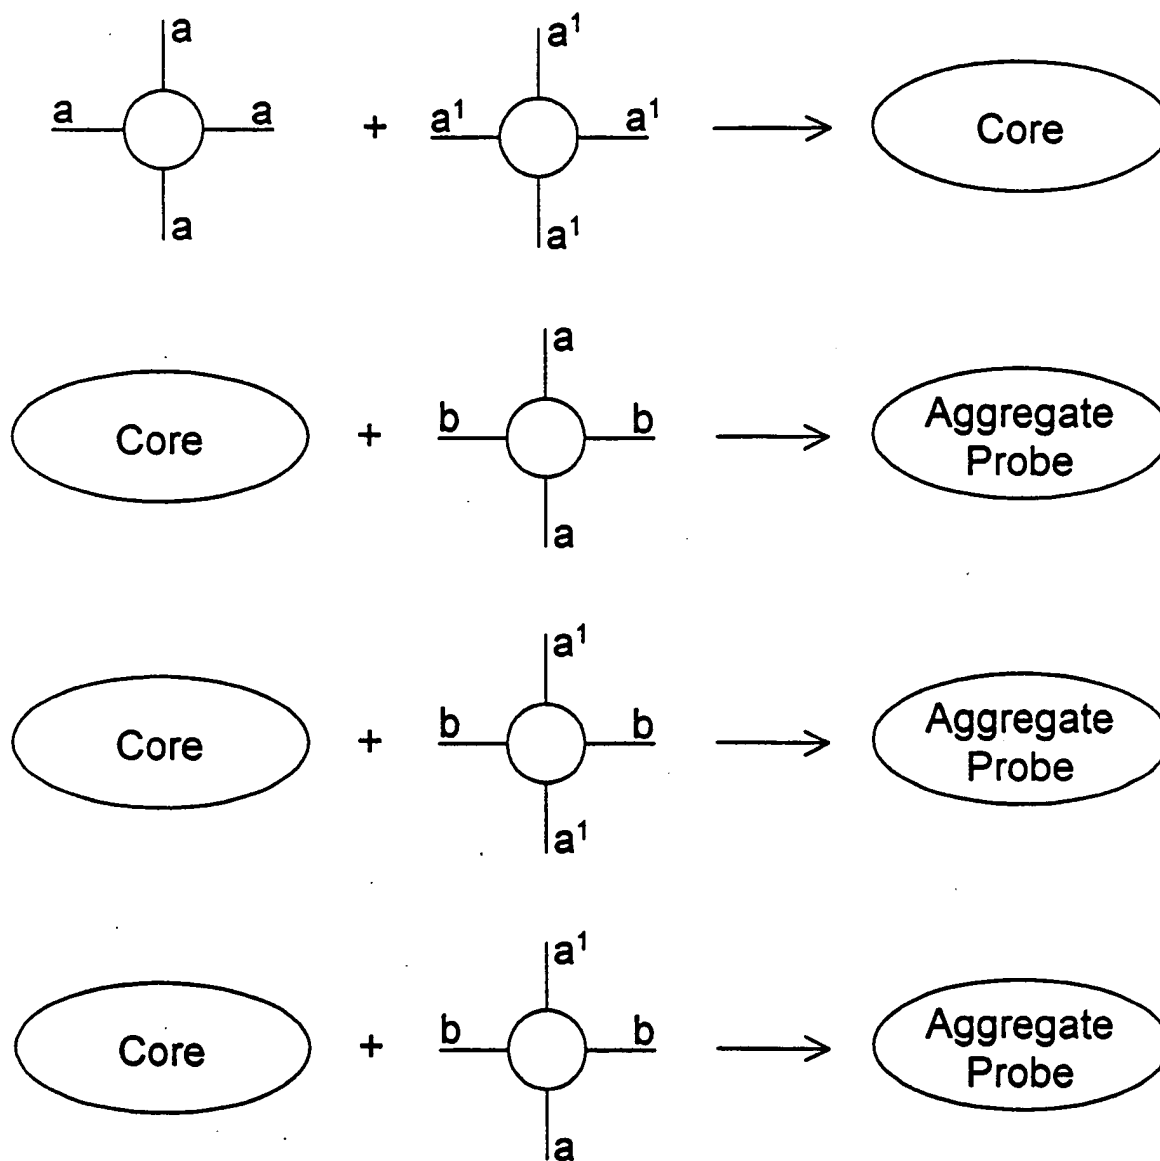 a a¹
a a + a¹ a¹ Core
a a¹
a
Core + b b Aggregate
Probe
a
a¹
Core + b b Aggregate
Probe
a¹
a¹
Core + b b Aggregate
Probe
a